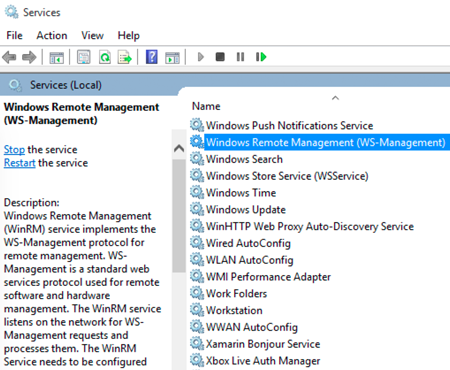 Services
File Action View Help
Services (Local)
Windows Remote Management
(WS-Management)
Stop the service
Restart the service
Description:
Windows Remote Management
(WinRM) service implements the
WS-Management protocol for
remote management. WS-
Management is a standard web
services protocol used for remote
software and hardware
management. The WinRM service
listens on the network for WS-
Management requests and
processes them. The WinRM
Service needs to be configured
Name
Windows Push Notifications Service
Windows Remote Management (WS-Management)
Windows Search
Windows Store Service (WSService)
Windows Time
Windows Update
WinHTTP Web Proxy Auto-Discovery Service
Wired AutoConfig
WLAN AutoConfig
WMI Performance Adapter
Work Folders
Workstation
WWAN AutoConfig
Xamarin Bonjour Service
Xbox Live Auth Manager